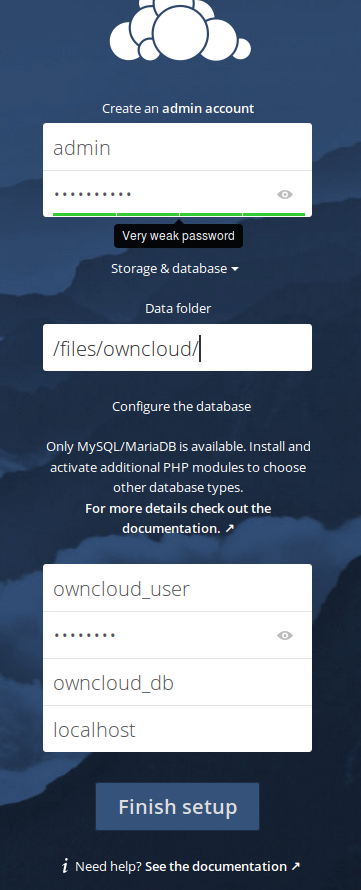 Create an admin account
admin
••••••••••
Very weak password
Storage & database
Data folder
/files/owncloud/
Configure the database
Only MySQL/MariaDB is available. Install and
activate additional PHP modules to choose
other database types.
For more details check out the
documentation. ↗
owncloud_user
••••••••
owncloud_db
localhost
Finish setup
i Need help? See the documentation ↗